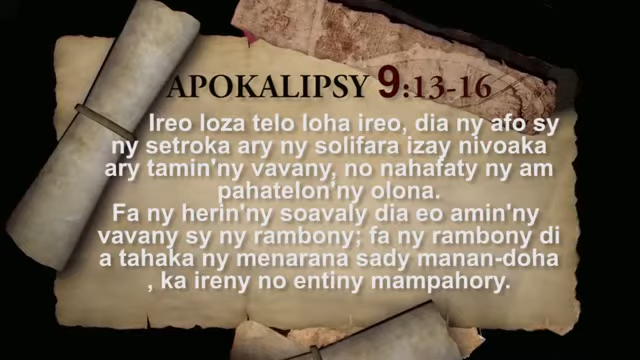 APOKALIPSY 9:13-16
Ireo loza telo loha ireo, dia ny afo sy
ny setroka ary ny solifara izay nivoaka
ary tamin'ny vavany, no nahafaty ny am
pahatelon'ny olona.
Fa ny herin'ny soavaly dia eo amin'ny
vavany sy ny rambony; fa ny rambony di
a tahaka ny menarana sady manan-doha
, ka ireny no entiny mampahory.